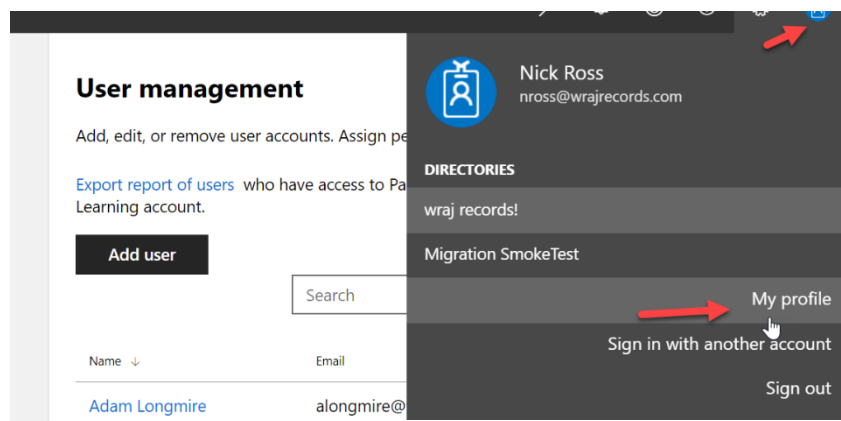 User management
Add, edit, or remove user accounts. Assign pe
Export report of users who have access to Pa
Learning account.
Add user
Search
Name ↓
Email
Adam Longmire
alongmire@
Nick Ross
nross@wrajrecords.com
DIRECTORIES
wraj records!
Migration SmokeTest
My profile
Sign in with another account
Sign out